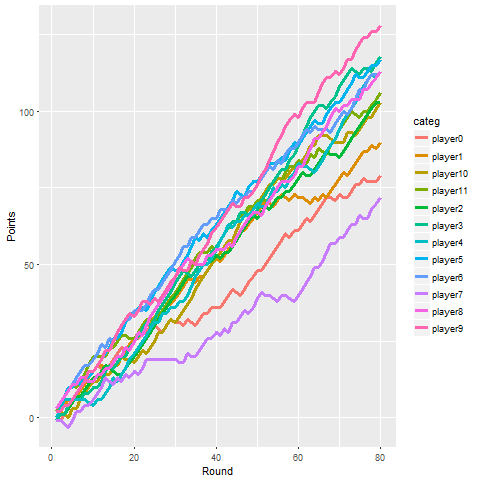 categ
player0
player1
player10
player11
player2
player3
player4
player5
player6
player7
player8
player9
Points
100
50
0
0
20
40
60
80
Round